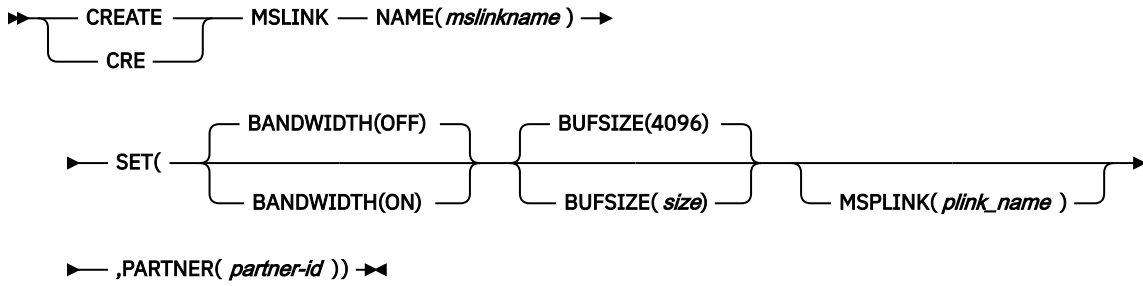 CREATE MSLINK NAME( mslinkname )
CRE
BANDWIDTH(OFF) BUFSIZE(4096)
SET(
BANDWIDTH(ON) BUFSIZE( size) MSPLINK( plink_name )
,PARTNER( partner-id ))